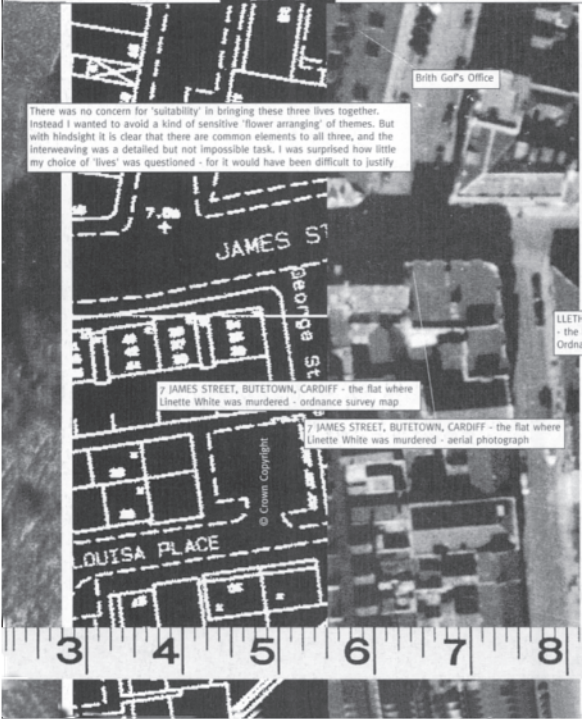 Brith Gof's Office
There was no concern for 'suitability' in bringing these three lives together.
Instead I wanted to avoid a kind of sensitive 'flower arranging' of themes. But
with hindsight it is clear that there are common elements to all three, and the
interweaving was a detailed but not impossible task. I was surprised how little
my choice of 'lives' was questioned - for it would have been difficult to justify
7.8m
JAMES ST
George St
LLETH
- the
Ordna
7 JAMES STREET, BUTETOWN, CARDIFF - the flat where
Linette White was murdered - ordnance survey map
7 JAMES STREET, BUTETOWN, CARDIFF - the flat where
Linette White was murdered - aerial photograph
© Crown Copyright
LOUISA PLACE
3 4 5 6 7 8